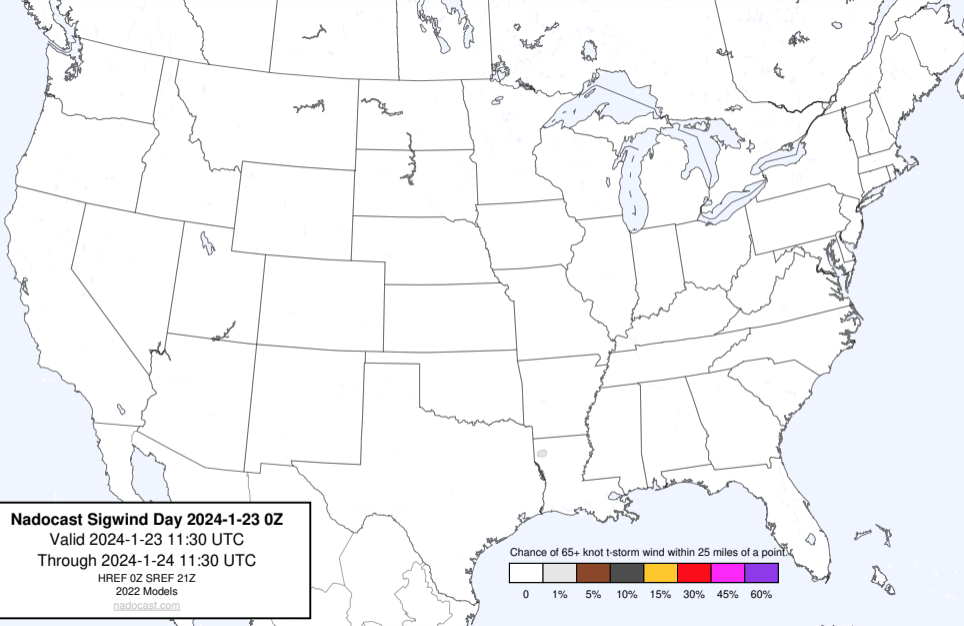 Nadocast Sigwind Day 2024-1-23 0Z
Valid 2024-1-23 11:30 UTC
Through 2024-1-24 11:30 UTC
HREF 0Z SREF 21Z
2022 Models
nadocast.com
Chance of 65+ knot t-storm wind within 25 miles of a point.
0 1% 5% 10% 15% 30% 45% 60%